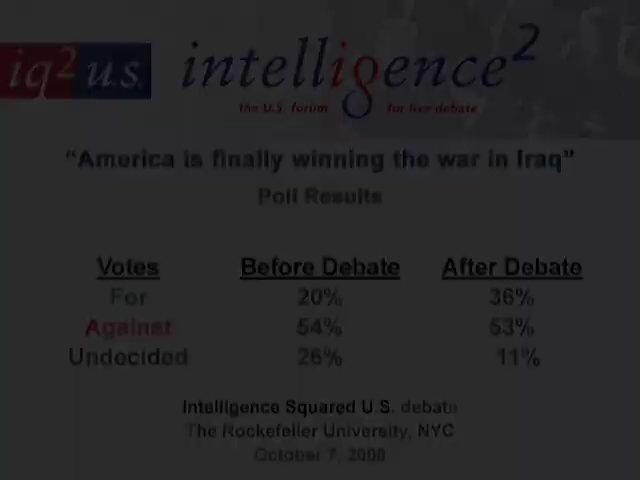 iq2 u.s. intelligence2
the U.S. forum for live debate
"America is finally winning the war in Iraq"
Poll Results
Votes Before Debate After Debate
For 20% 36%
Against 54% 53%
Undecided 26% 11%
Intelligence Squared U.S. debate
The Rockefeller University, NYC
October 7, 2008